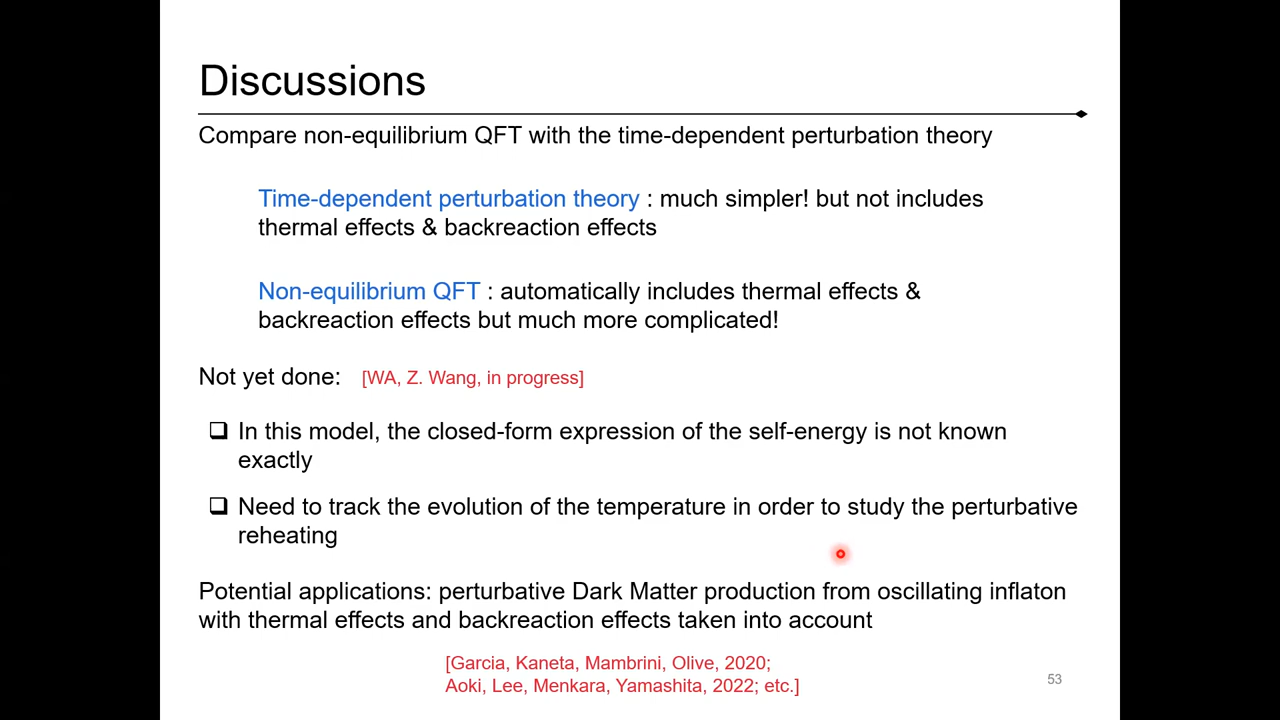 Discussions
Compare non-equilibrium QFT with the time-dependent perturbation theory
Time-dependent perturbation theory : much simpler! but not includes
thermal effects & backreaction effects
Non-equilibrium QFT : automatically includes thermal effects &
backreaction effects but much more complicated!
Not yet done: [WA, Z. Wang, in progress]
❑ In this model, the closed-form expression of the self-energy is not known
exactly
❑ Need to track the evolution of the temperature in order to study the perturbative
reheating
Potential applications: perturbative Dark Matter production from oscillating inflaton
with thermal effects and backreaction effects taken into account
[Garcia, Kaneta, Mambrini, Olive, 2020;
Aoki, Lee, Menkara, Yamashita, 2022; etc.]
53